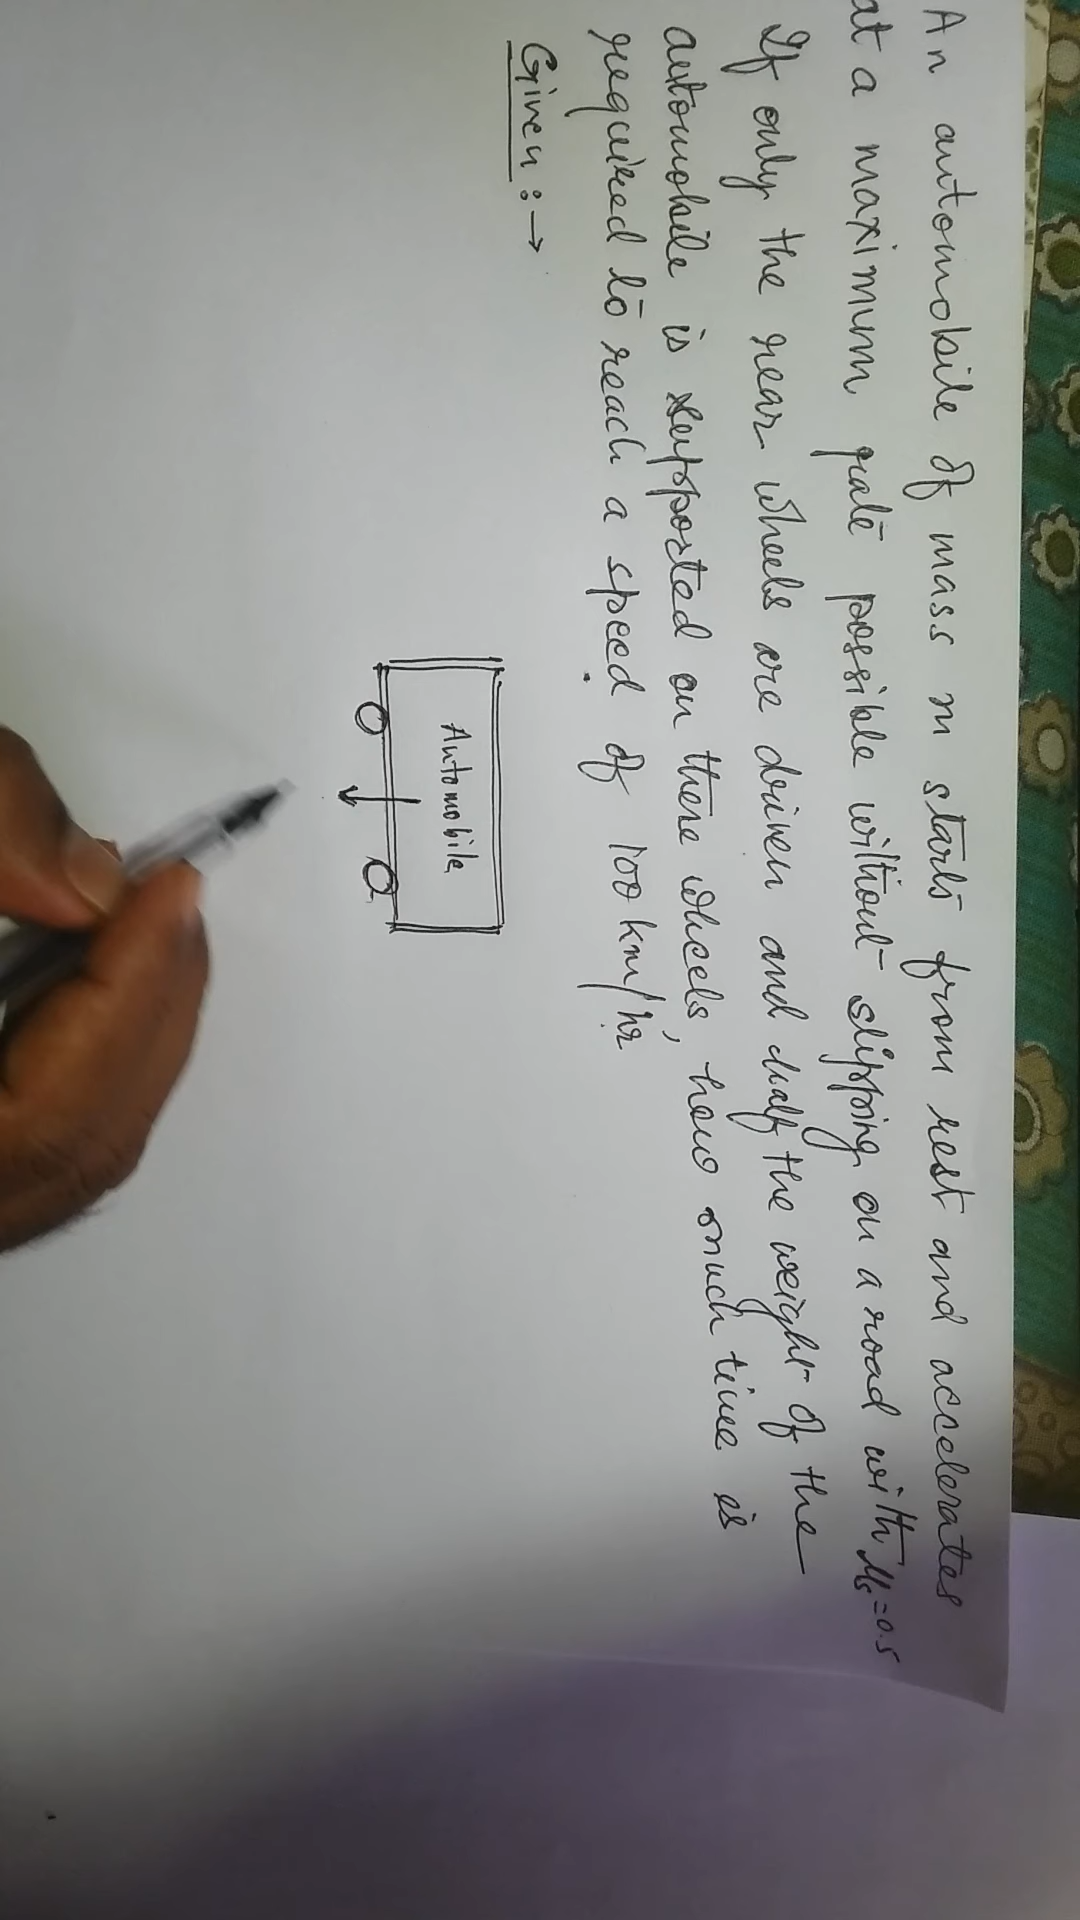 An automobile of mass m starts from rest and accelerates
at a maximum rate possible without slipping on a road with μs = 0.5
If only the rear wheels are driven and half the weight of the
automobile is supported on there wheels, how much time is
required to reach a speed of 100 km/hr
Given :→
Automobile